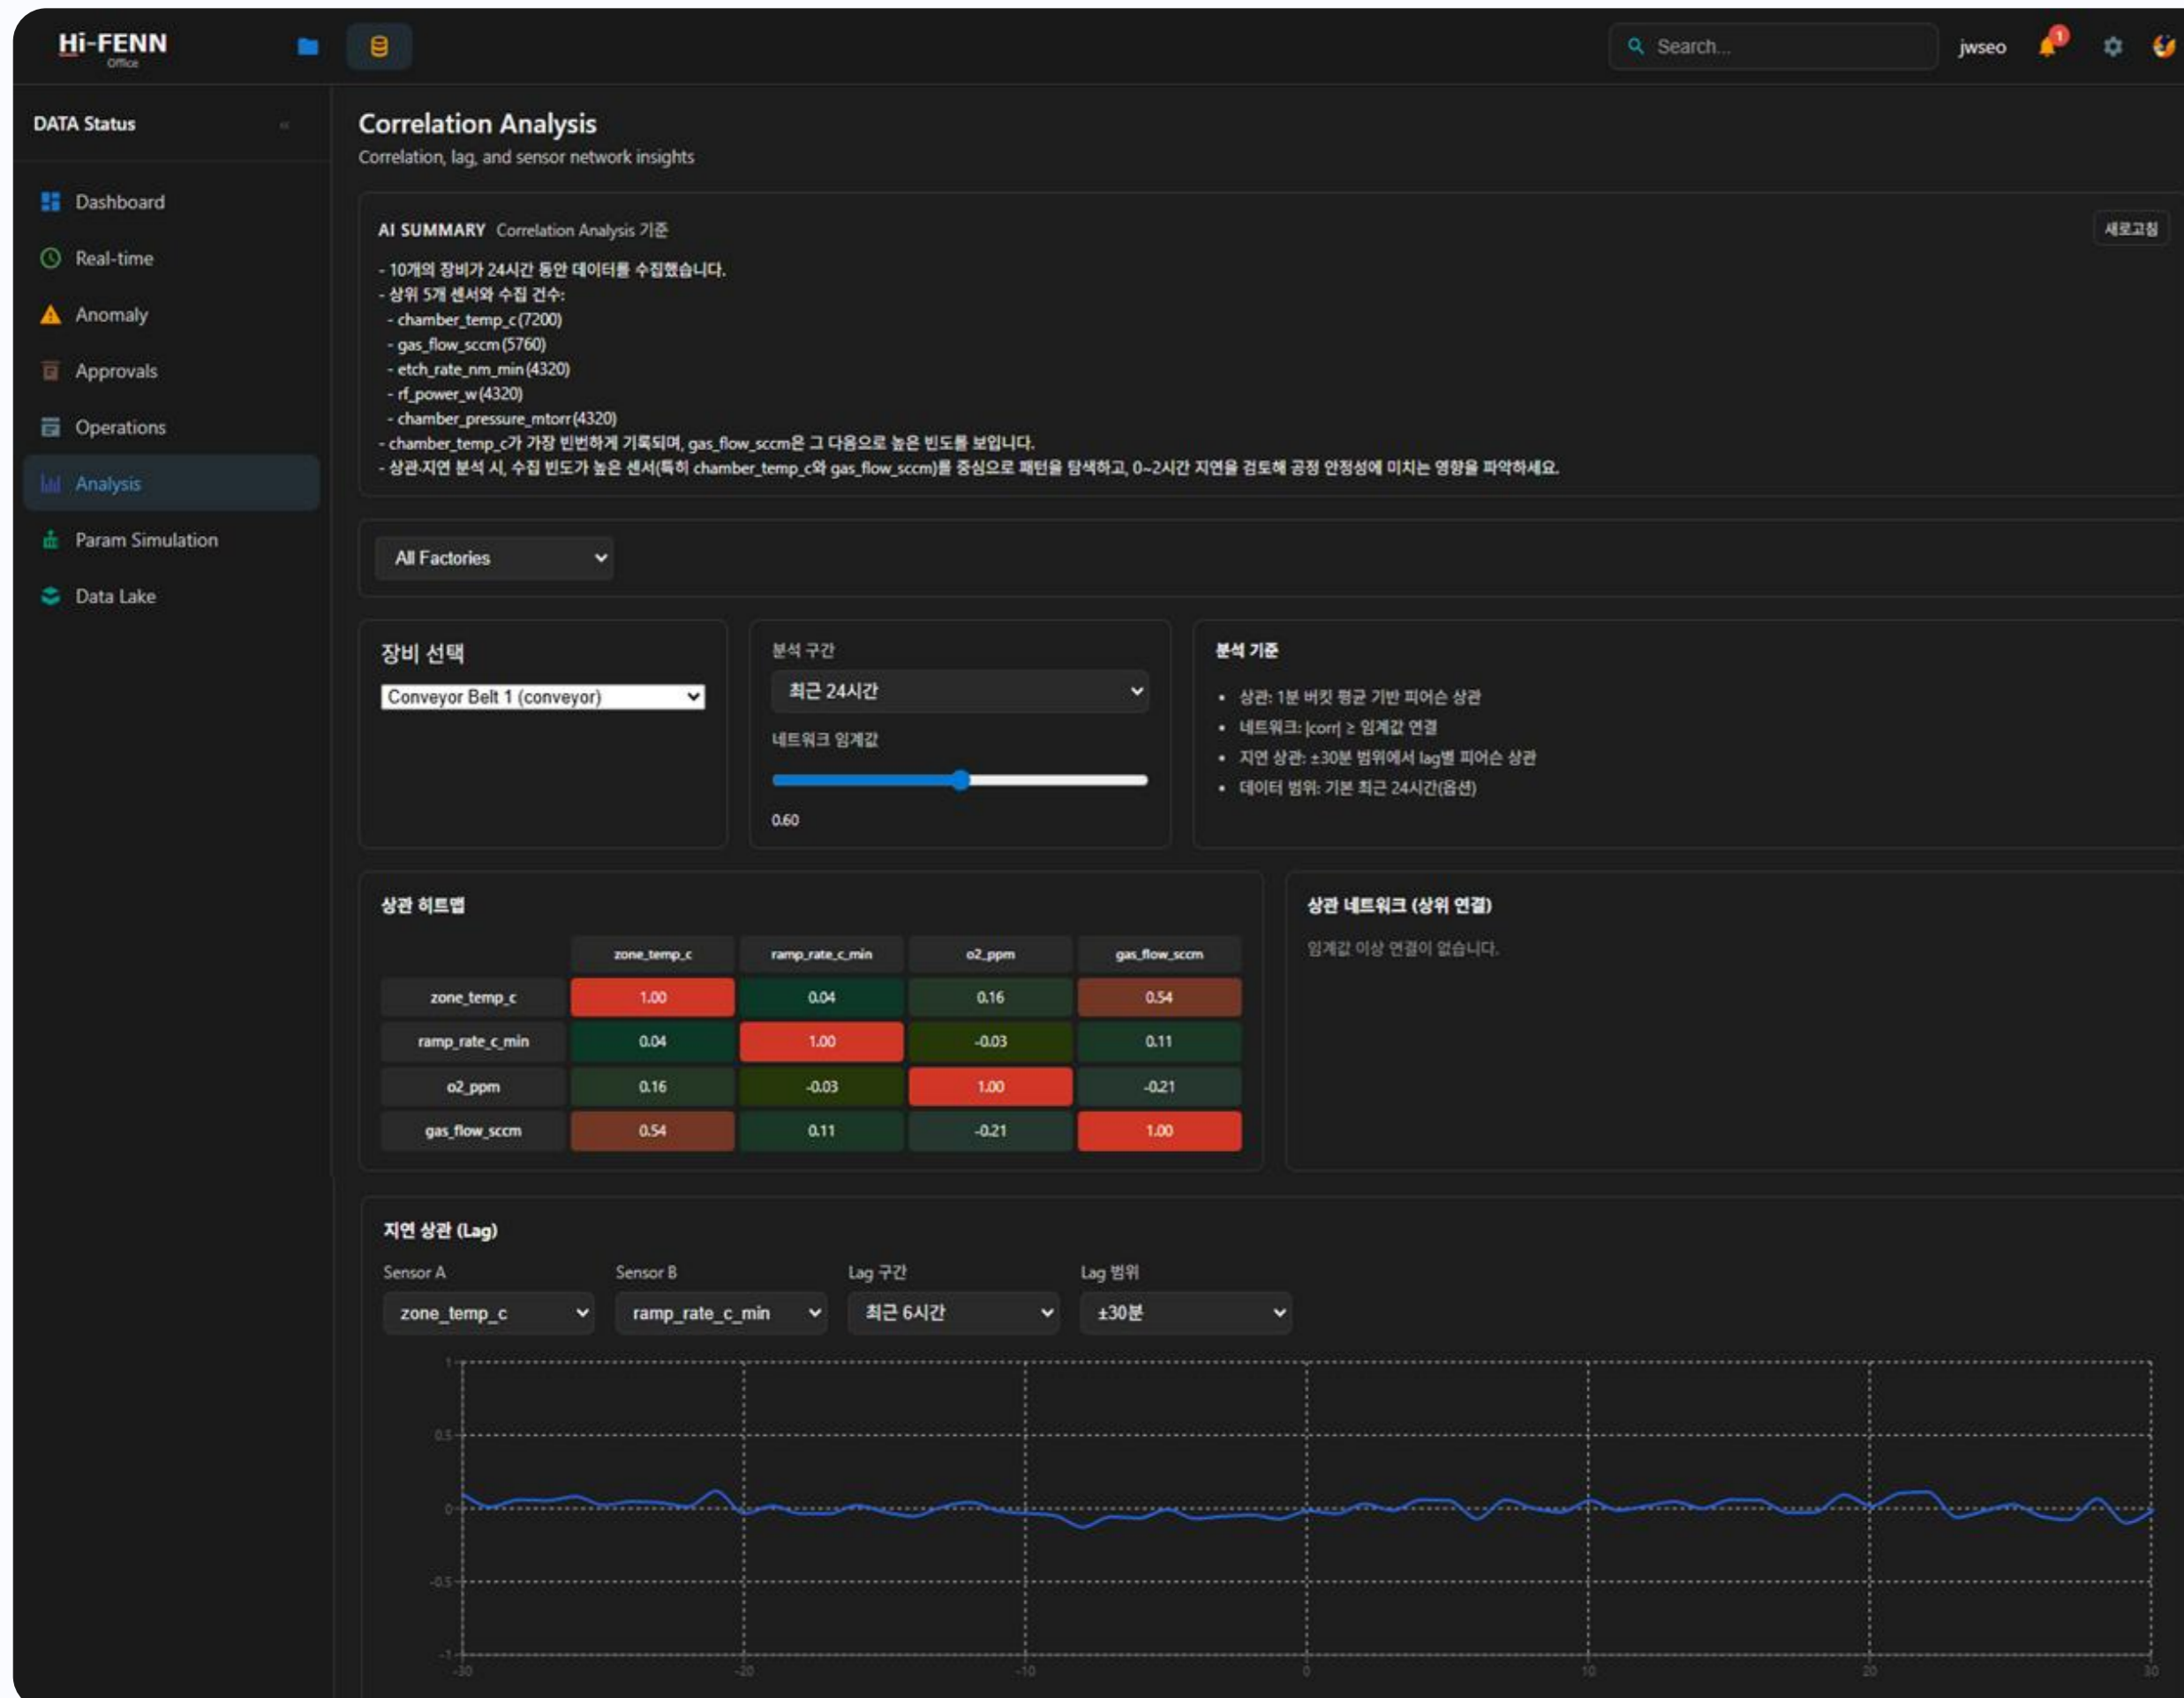 Hi-FENN
Office
Search...
jwseo
1
DATA Status
«
Dashboard
Real-time
Anomaly
Approvals
Operations
Analysis
Param Simulation
Data Lake
Correlation Analysis
Correlation, lag, and sensor network insights
AI SUMMARY Correlation Analysis 기준
새로고침
- 10개의 장비가 24시간 동안 데이터를 수집했습니다.
- 상위 5개 센서와 수집 건수:
- chamber_temp_c(7200)
- gas_flow_sccm(5760)
- etch_rate_nm_min(4320)
- rf_power_w(4320)
- chamber_pressure_mtorr(4320)
- chamber_temp_c가 가장 빈번하게 기록되며, gas_flow_sccm은 그 다음으로 높은 빈도를 보입니다.
- 상관·지연 분석 시, 수집 빈도가 높은 센서(특히 chamber_temp_c와 gas_flow_sccm)를 중심으로 패턴을 탐색하고, 0~2시간 지연을 검토해 공정 안정성에 미치는 영향을 파악하세요.
All Factories
장비 선택
Conveyor Belt 1 (conveyor)
분석 구간
최근 24시간
네트워크 임계값
0.60
분석 기준
• 상관: 1분 버킷 평균 기반 피어슨 상관
• 네트워크: |corr| ≥ 임계값 연결
• 지연 상관: ±30분 범위에서 lag별 피어슨 상관
• 데이터 범위: 기본 최근 24시간(옵션)
상관 히트맵
zone_temp_c ramp_rate_c_min o2_ppm gas_flow_sccm
zone_temp_c 1.00 0.04 0.16 0.54
ramp_rate_c_min 0.04 1.00 -0.03 0.11
o2_ppm 0.16 -0.03 1.00 -0.21
gas_flow_sccm 0.54 0.11 -0.21 1.00
상관 네트워크 (상위 연결)
임계값 이상 연결이 없습니다.
지연 상관 (Lag)
Sensor A Sensor B Lag 구간 Lag 범위
zone_temp_c ramp_rate_c_min 최근 6시간 ±30분
1
0.5
0
-0.5
-1
-30 -20 -10 0 10 20 30